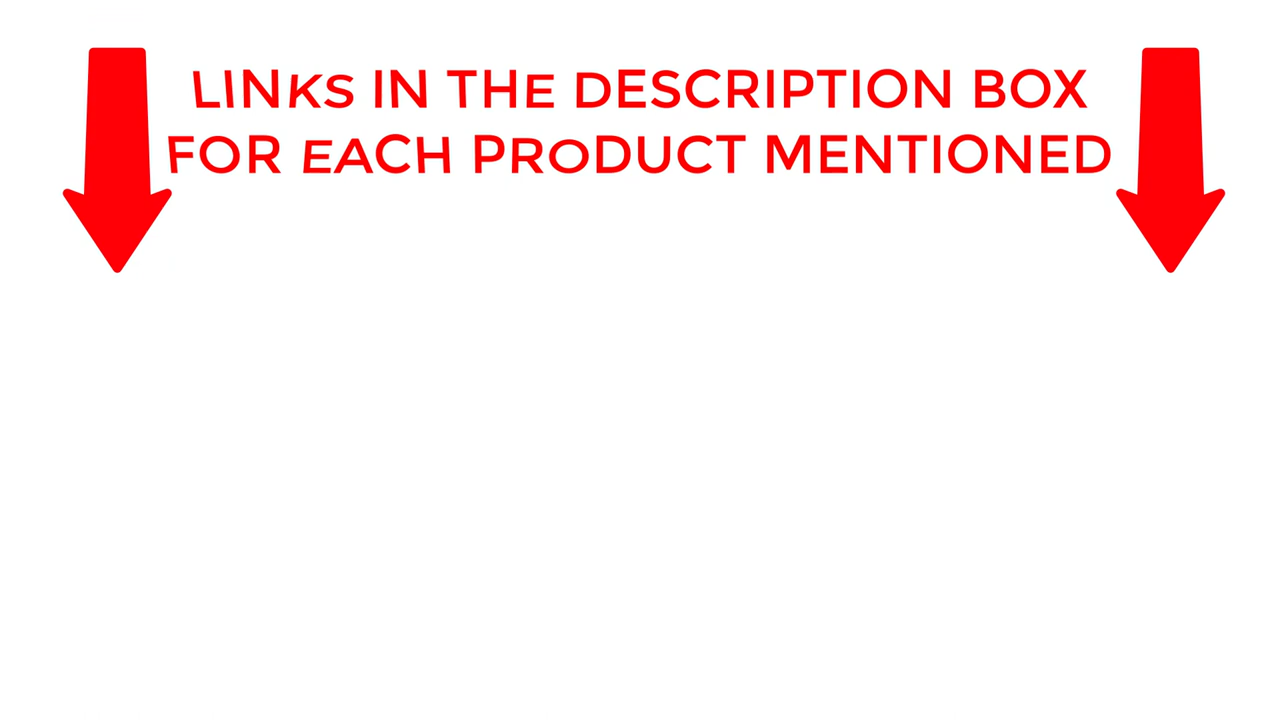 LINKS IN THE DESCRIPTION BOX
FOR EACH PRODUCT MENTIONED